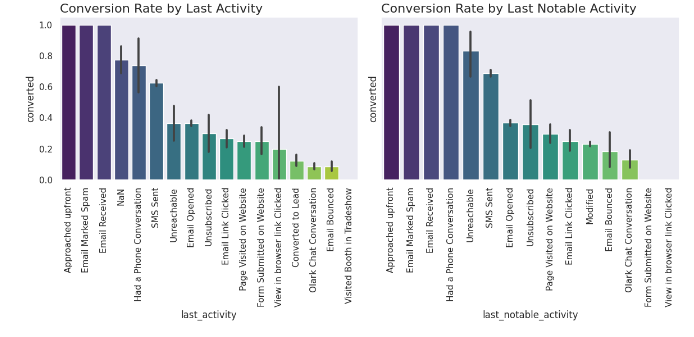 Conversion Rate by Last Activity
1.0
0.8
0.6
0.4
0.2
0.0
converted
Approached upfront
Email Marked Spam
Email Received
NaN
Had a Phone Conversation
SMS Sent
Unreachable
Email Opened
Unsubscribed
Email Link Clicked
Page Visited on Website
Form Submitted on Website
View in browser link Clicked
Converted to Lead
Olark Chat Conversation
Email Bounced
Visited Booth in Tradeshow
last_activity
Conversion Rate by Last Notable Activity
converted
Approached upfront
Email Marked Spam
Email Received
Had a Phone Conversation
Unreachable
SMS Sent
Email Opened
Unsubscribed
Page Visited on Website
Email Link Clicked
Modified
Email Bounced
Olark Chat Conversation
Form Submitted on Website
View in browser link Clicked
last_notable_activity